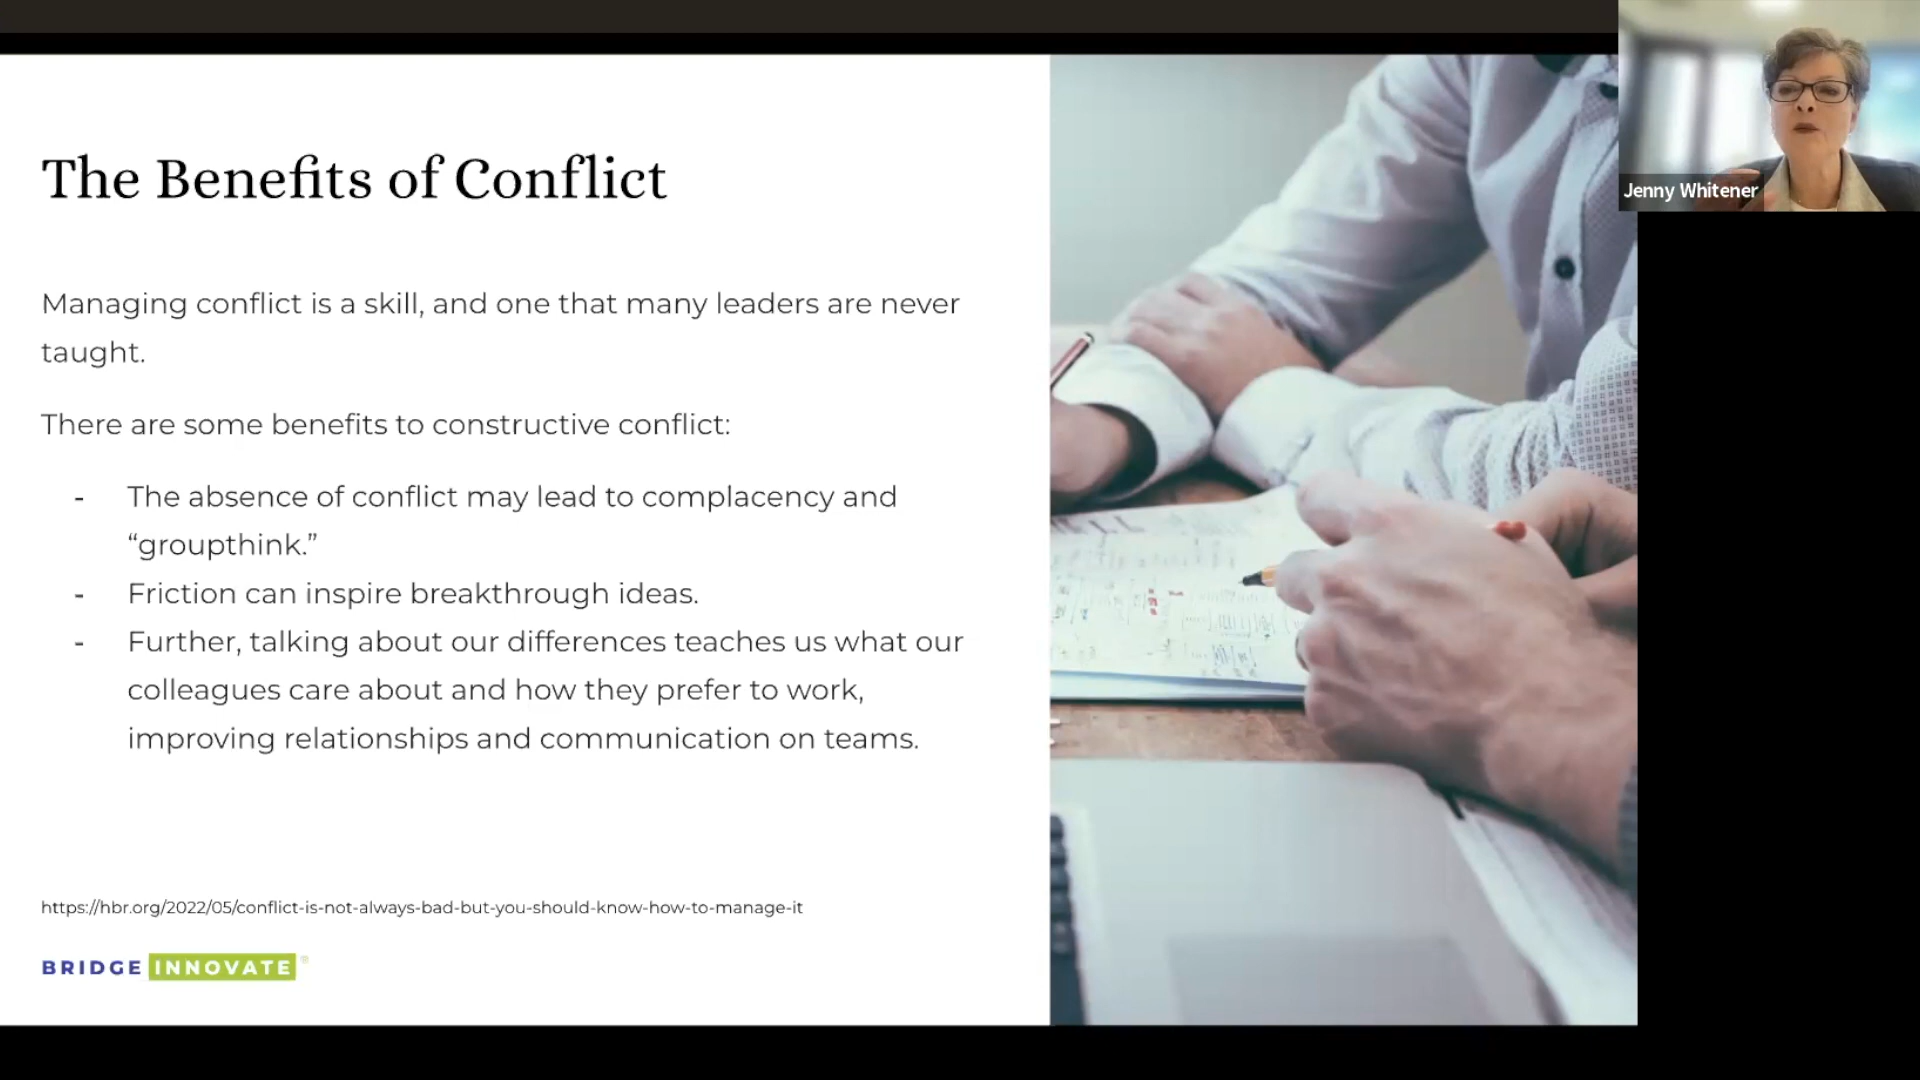 The Benefits of Conflict
Managing conflict is a skill, and one that many leaders are never
taught.
There are some benefits to constructive conflict:
- The absence of conflict may lead to complacency and
“groupthink.”
- Friction can inspire breakthrough ideas.
- Further, talking about our differences teaches us what our
colleagues care about and how they prefer to work,
improving relationships and communication on teams.
https://hbr.org/2022/05/conflict-is-not-always-bad-but-you-should-know-how-to-manage-it
BRIDGE INNOVATE®
Jenny Whitener